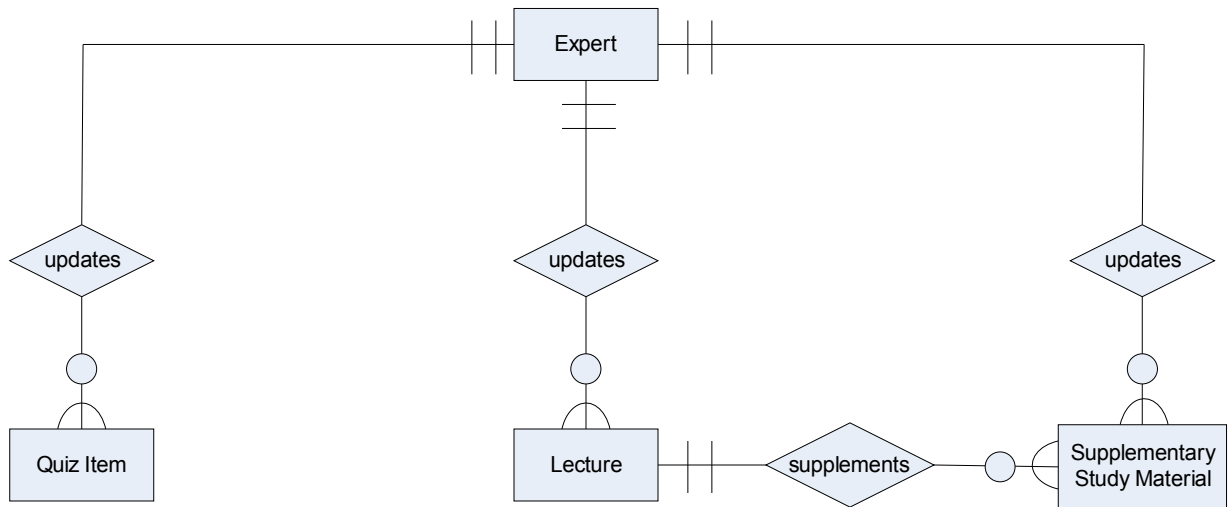 Expert
updates
updates
updates
Quiz Item
Lecture
supplements
Supplementary
Study Material